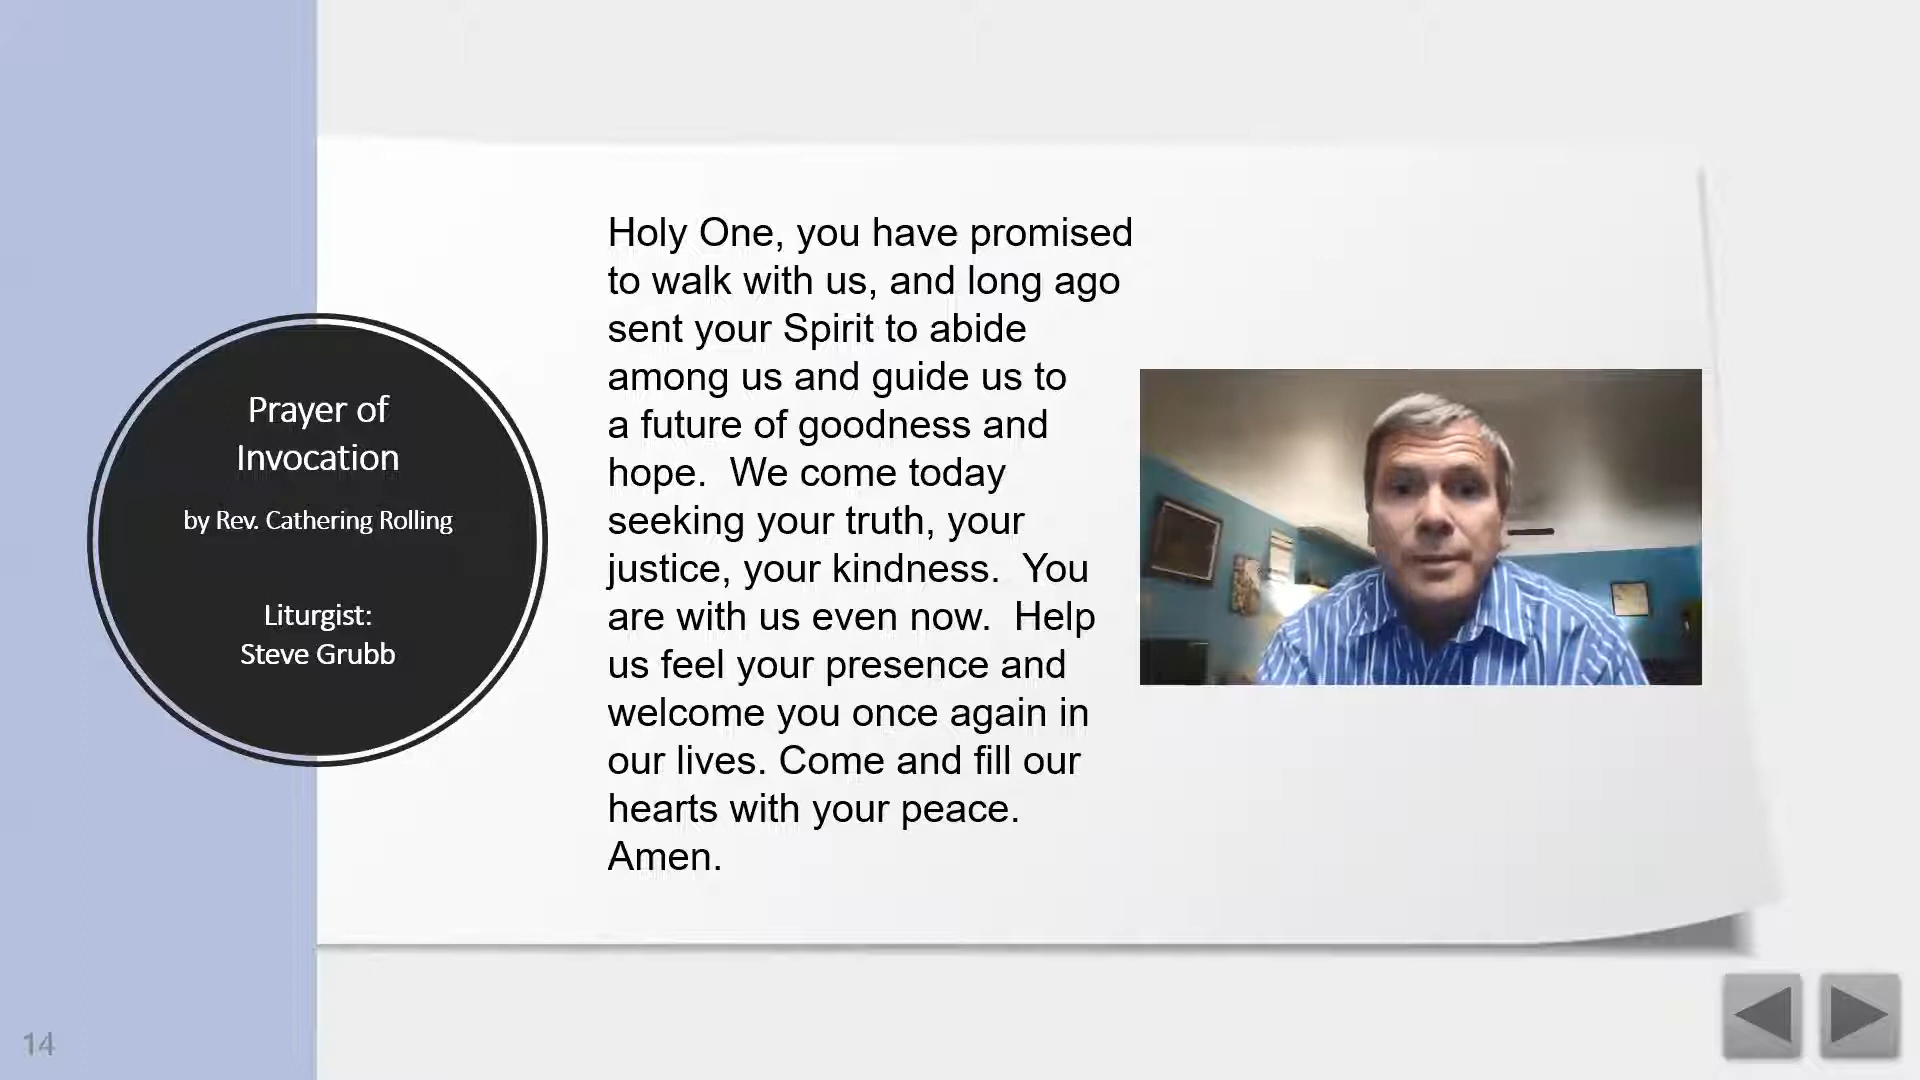 Prayer of
Invocation
by Rev. Cathering Rolling
Liturgist:
Steve Grubb
Holy One, you have promised
to walk with us, and long ago
sent your Spirit to abide
among us and guide us to
a future of goodness and
hope.  We come today
seeking your truth, your
justice, your kindness.  You
are with us even now.  Help
us feel your presence and
welcome you once again in
our lives. Come and fill our
hearts with your peace.
Amen.
14